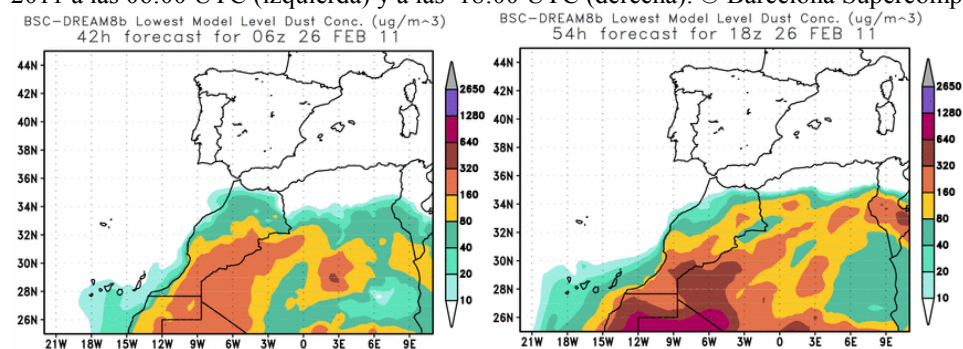 2011 a las 06:00 UTC (izquierda) y a las 18:00 UTC (derecha). © Barcelona Supercomp
BSC-DREAM8b Lowest Model Level Dust Conc. (ug/m^3)
42h forecast for 06z 26 FEB 11
44N
42N
40N
38N
36N
34N
32N
30N
28N
26N
21W 18W 15W 12W 9W 6W 3W 0 3E 6E 9E
2650
1280
640
320
160
80
40
20
10
BSC-DREAM8b Lowest Model Level Dust Conc. (ug/m^3)
54h forecast for 18z 26 FEB 11
44N
42N
40N
38N
36N
34N
32N
30N
28N
26N
21W 18W 15W 12W 9W 6W 3W 0 3E 6E 9E
2650
1280
640
320
160
80
40
20
10